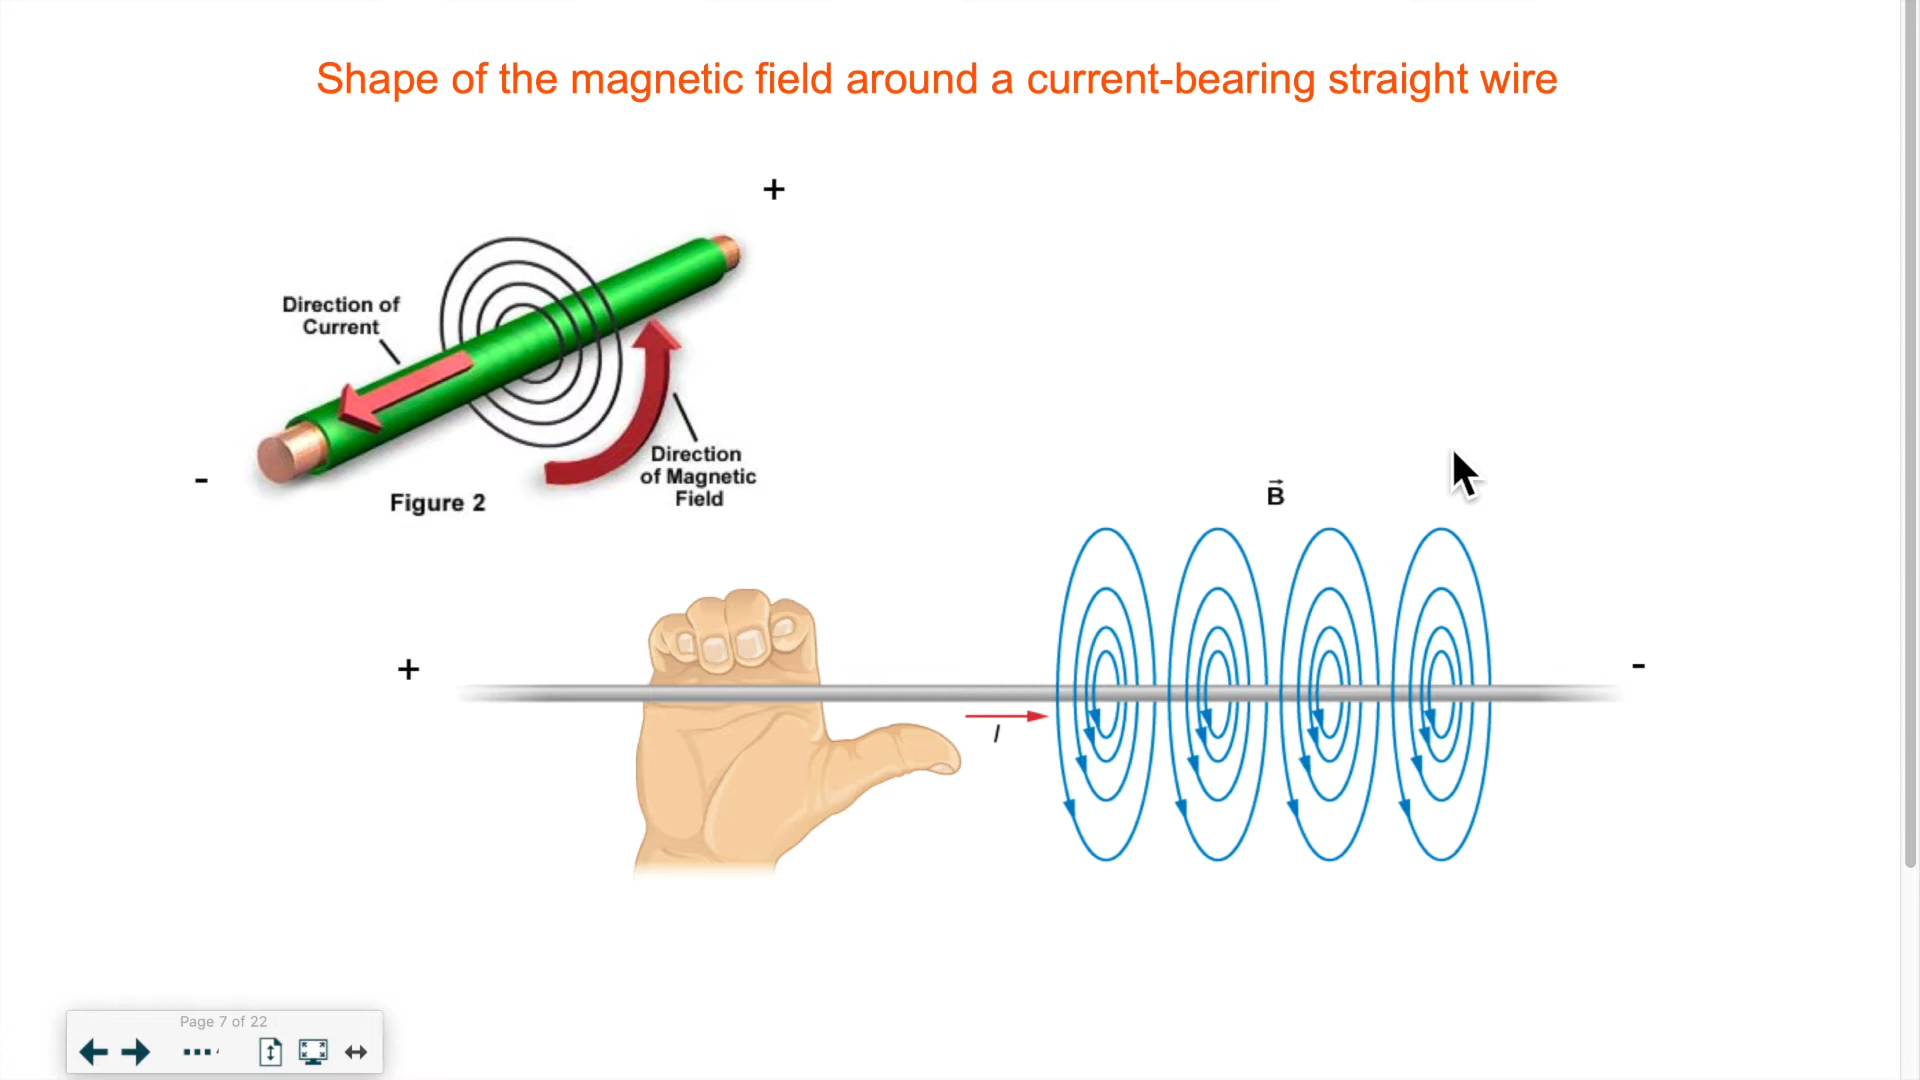 Shape of the magnetic field around a current-bearing straight wire
+
Direction of
Current
Direction
of Magnetic
Field
-
Figure 2
B⃗
+
-
I
Page 7 of 22